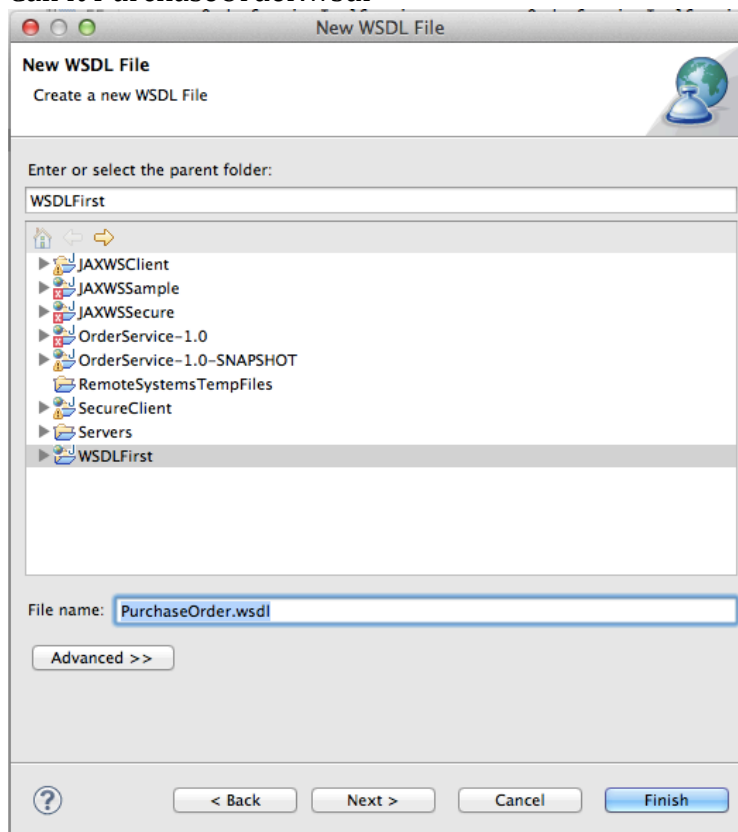 New WSDL File
New WSDL File
Create a new WSDL File
Enter or select the parent folder:
WSDLFirst
JAXWSClient
JAXWSSample
JAXWSSecure
OrderService-1.0
OrderService-1.0-SNAPSHOT
RemoteSystemsTempFiles
SecureClient
Servers
WSDLFirst
File name: PurchaseOrder.wsdl
Advanced >>
? < Back Next > Cancel Finish